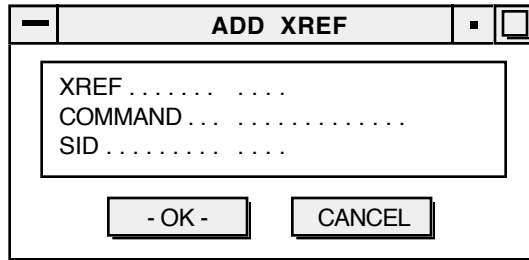 ADD XREF
XREF . . . . . . . . . . .
COMMAND . . . . . . . . . . . . . . . .
SID . . . . . . . . . . . . .
- OK - CANCEL